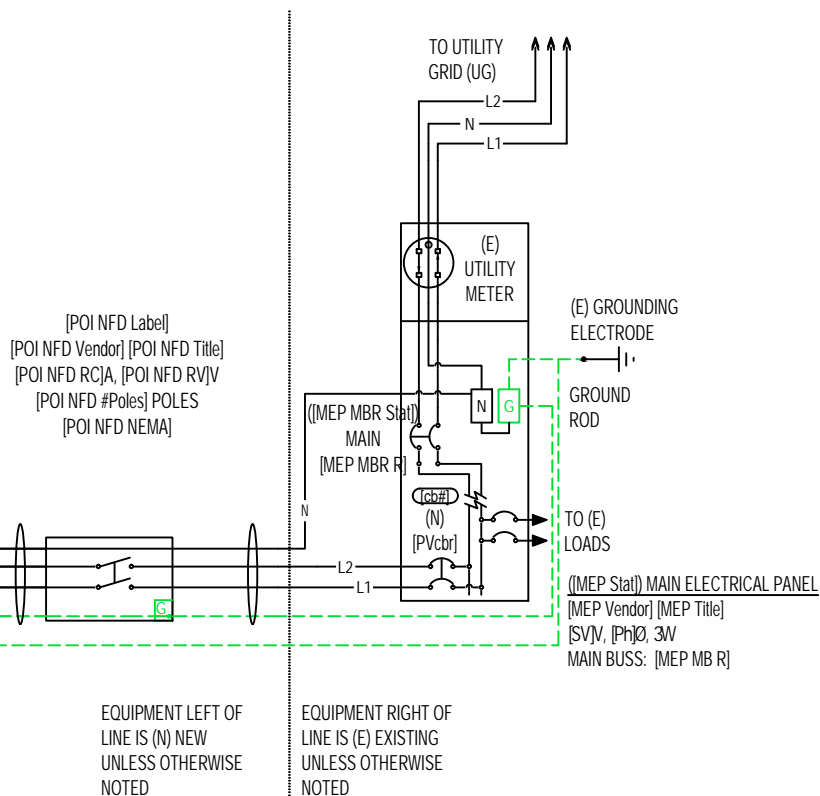 TO UTILITY
GRID (UG)
L2
N
L1
(E)
UTILITY
METER
(E) GROUNDING
ELECTRODE
GROUND
ROD
[POI NFD Label]
[POI NFD Vendor] [POI NFD Title]
[POI NFD RC]A, [POI NFD RV]V
[POI NFD #Poles] POLES
[POI NFD NEMA]
([MEP MBR Stat])
MAIN
[MEP MBR R]
N
G
[cb#]
(N)
[PVcbr]
TO (E)
LOADS
N
L2
L1
G
([MEP Stat]) MAIN ELECTRICAL PANEL
[MEP Vendor] [MEP Title]
[SV]V, [Ph]Ø, 3W
MAIN BUSS: [MEP MB R]
EQUIPMENT LEFT OF
LINE IS (N) NEW
UNLESS OTHERWISE
NOTED
EQUIPMENT RIGHT OF
LINE IS (E) EXISTING
UNLESS OTHERWISE
NOTED